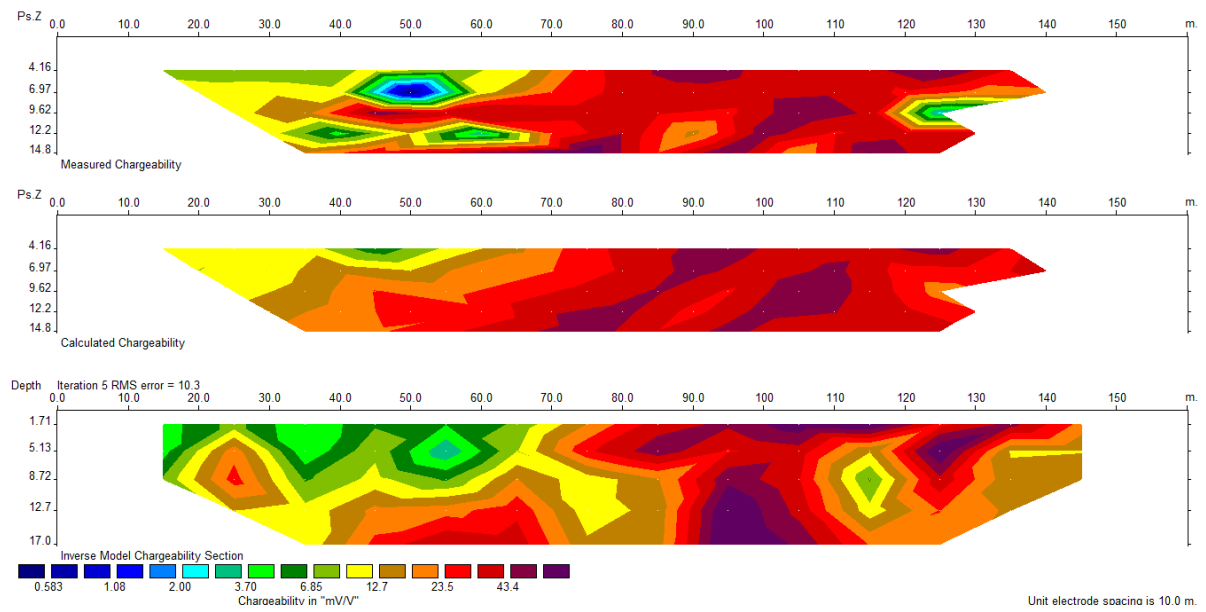 Ps.Z 0.0 10.0 20.0 30.0 40.0 50.0 60.0 70.0 80.0 90.0 100 110 120 130 140 150 m.
4.16
6.97
9.62
12.2
14.8
Measured Chargeability
Ps.Z 0.0 10.0 20.0 30.0 40.0 50.0 60.0 70.0 80.0 90.0 100 110 120 130 140 150 m.
4.16
6.97
9.62
12.2
14.8
Calculated Chargeability
Depth Iteration 5 RMS error = 10.3
0.0 10.0 20.0 30.0 40.0 50.0 60.0 70.0 80.0 90.0 100 110 120 130 140 150 m.
1.71
5.13
8.72
12.7
17.0
Inverse Model Chargeability Section
0.583 1.08 2.00 3.70 6.85 12.7 23.5 43.4
Chargeability in "mV/V" Unit electrode spacing is 10.0 m.